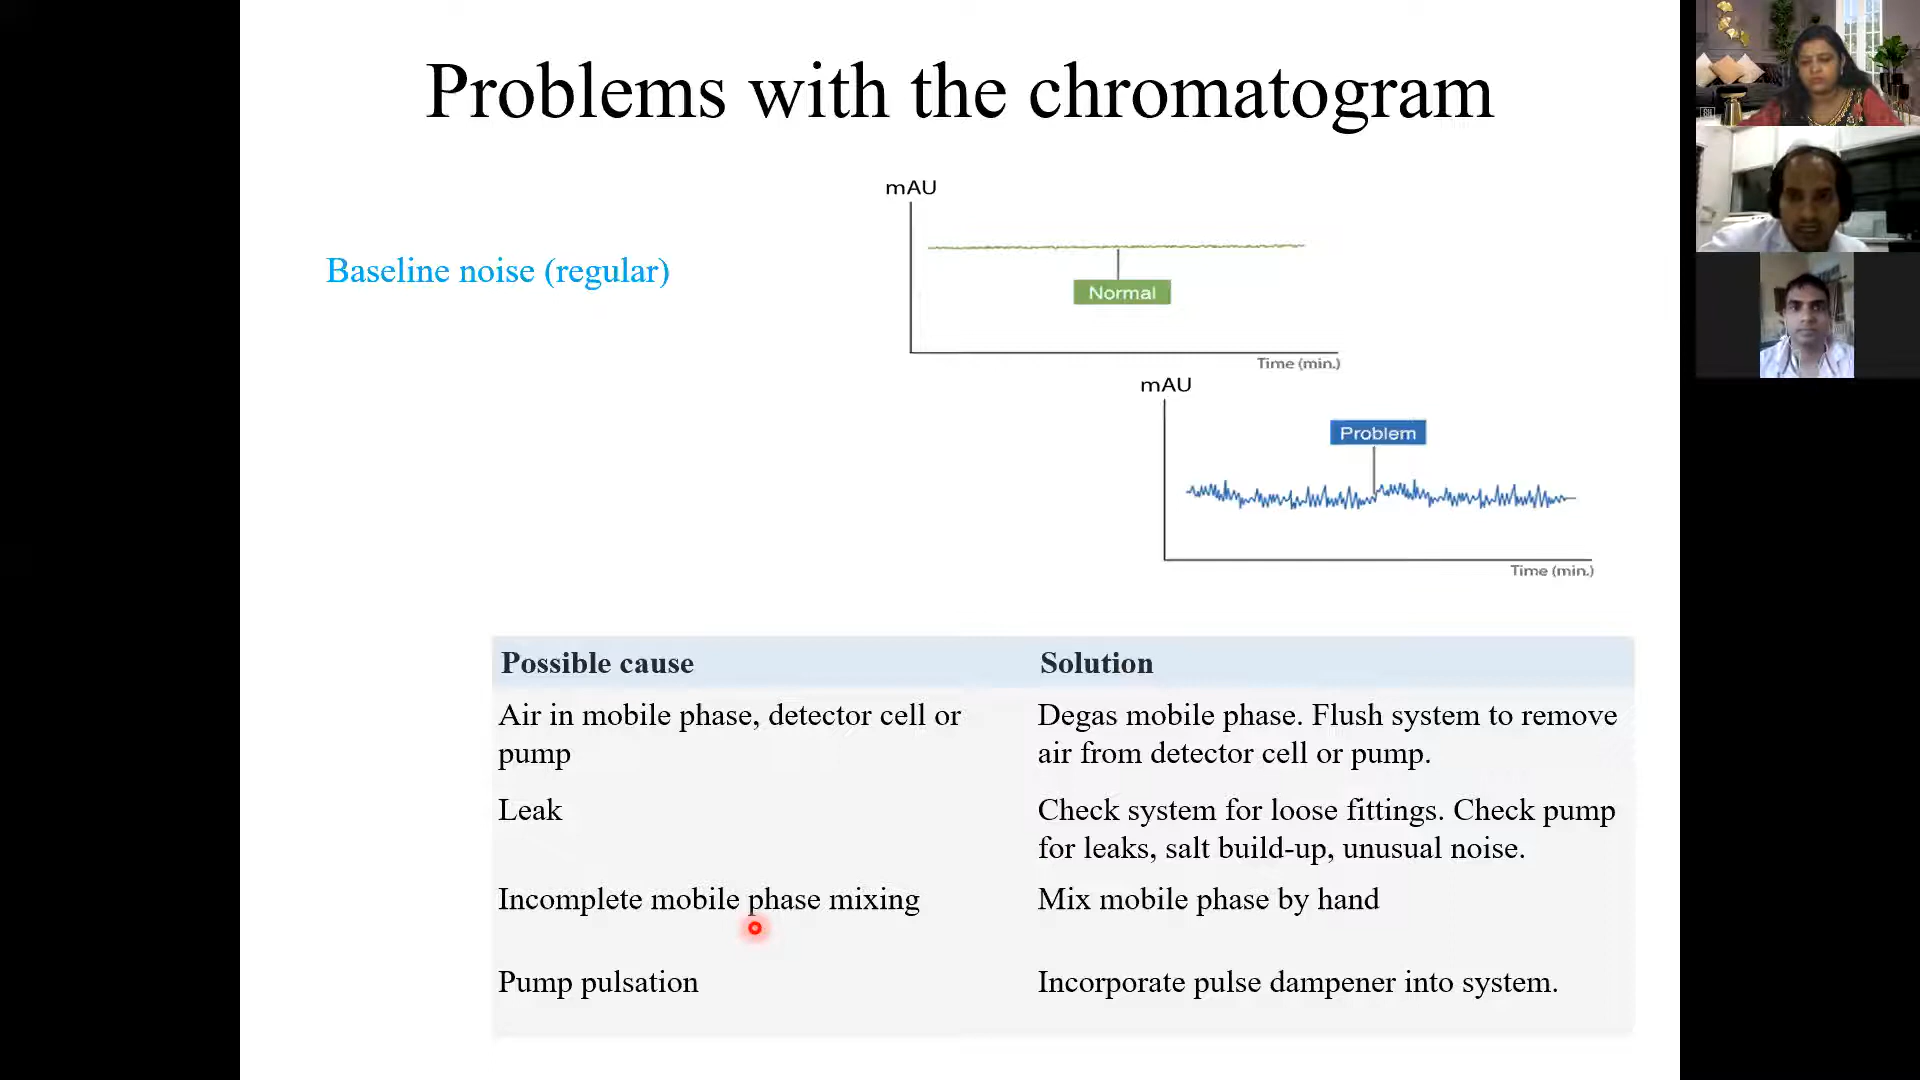 Problems with the chromatogram
Baseline noise (regular)
mAU
Normal
Time (min.)
mAU
Problem
Time (min.)
Possible cause
Solution
Air in mobile phase, detector cell or
pump
Degas mobile phase. Flush system to remove
air from detector cell or pump.
Leak
Check system for loose fittings. Check pump
for leaks, salt build-up, unusual noise.
Incomplete mobile phase mixing
Mix mobile phase by hand
Pump pulsation
Incorporate pulse dampener into system.